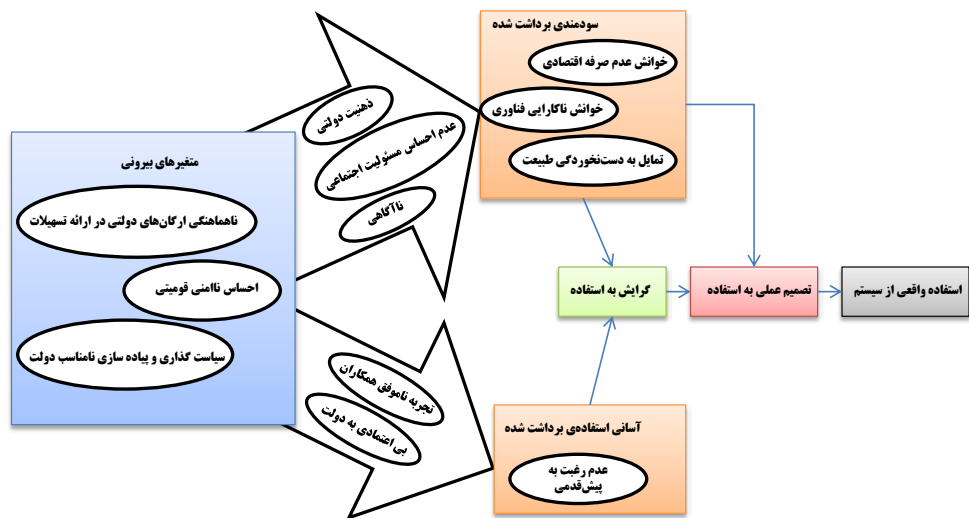 متغیرهای بیرونی
ناهماهنگی ارگان‌های دولتی در ارائه تسهیلات
احساس ناامنی قومیتی
سیاست گذاری و پیاده سازی نامناسب دولت
ذهنیت دولتی
عدم احساس مسئولیت اجتماعی
ناآگاهی
تجربه ناموفق همکاران
بی اعتمادی به دولت
سودمندی برداشت شده
خوانش عدم صرفه اقتصادی
خوانش ناکارایی فناوری
تمایل به دست‌نخوردگی طبیعت
آسانی استفاده‌ی برداشت شده
عدم رغبت به
پیش‌قدمی
گرایش به استفاده
تصمیم عملی به استفاده
استفاده واقعی از سیستم